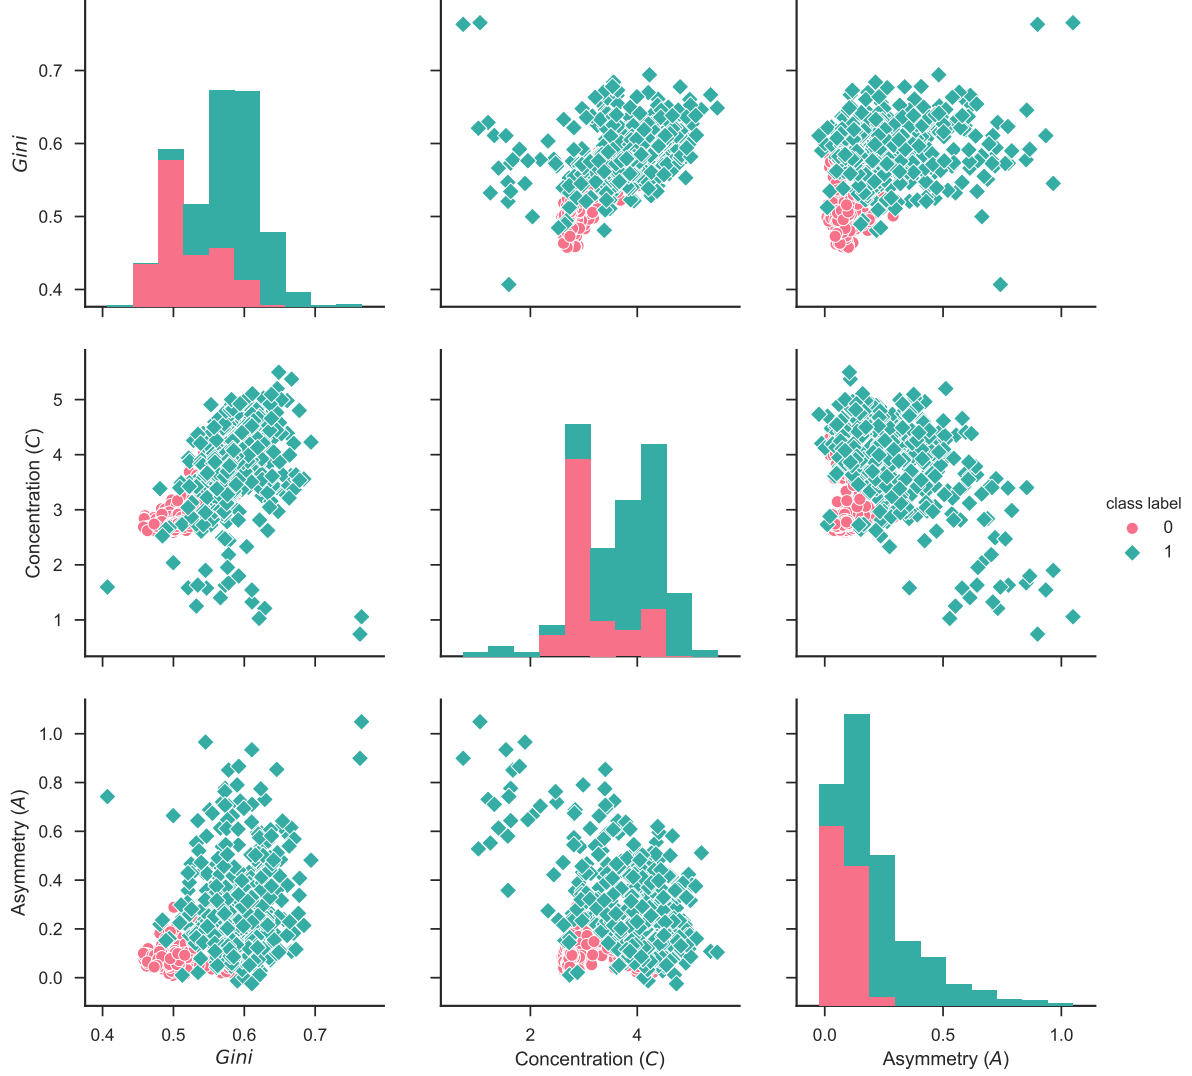 Gini
0.7
0.6
0.5
0.4
Concentration (C)
5
4
3
2
1
class label
0
1
Asymmetry (A)
1.0
0.8
0.6
0.4
0.2
0.0
0.4 0.5 0.6 0.7
2 4
0.0 0.5 1.0
Gini
Concentration (C)
Asymmetry (A)